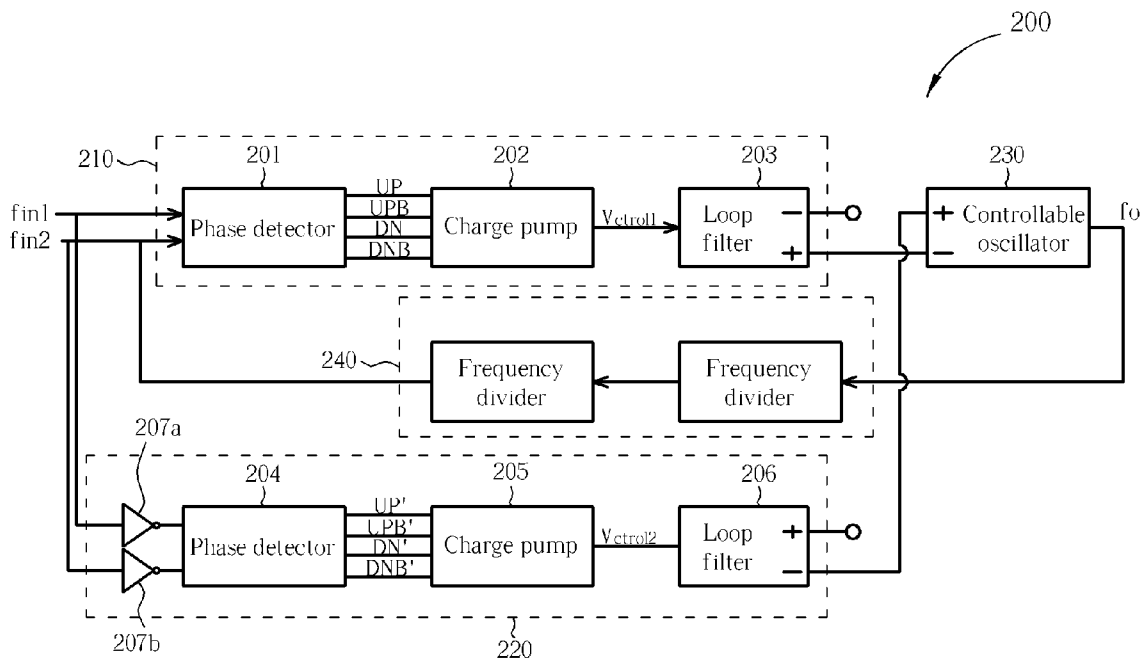 200
210
201
202
203
230
fin1
fin2
Phase detector
UP
UPB
DN
DNB
Charge pump
Vctrol1
Loop
filter
−
+
+
−
Controllable
oscillator
fo
240
Frequency
divider
Frequency
divider
207a
204
205
206
Phase detector
UP'
UPB'
DN'
DNB'
Charge pump
Vctrol2
Loop
filter
+
−
207b
220